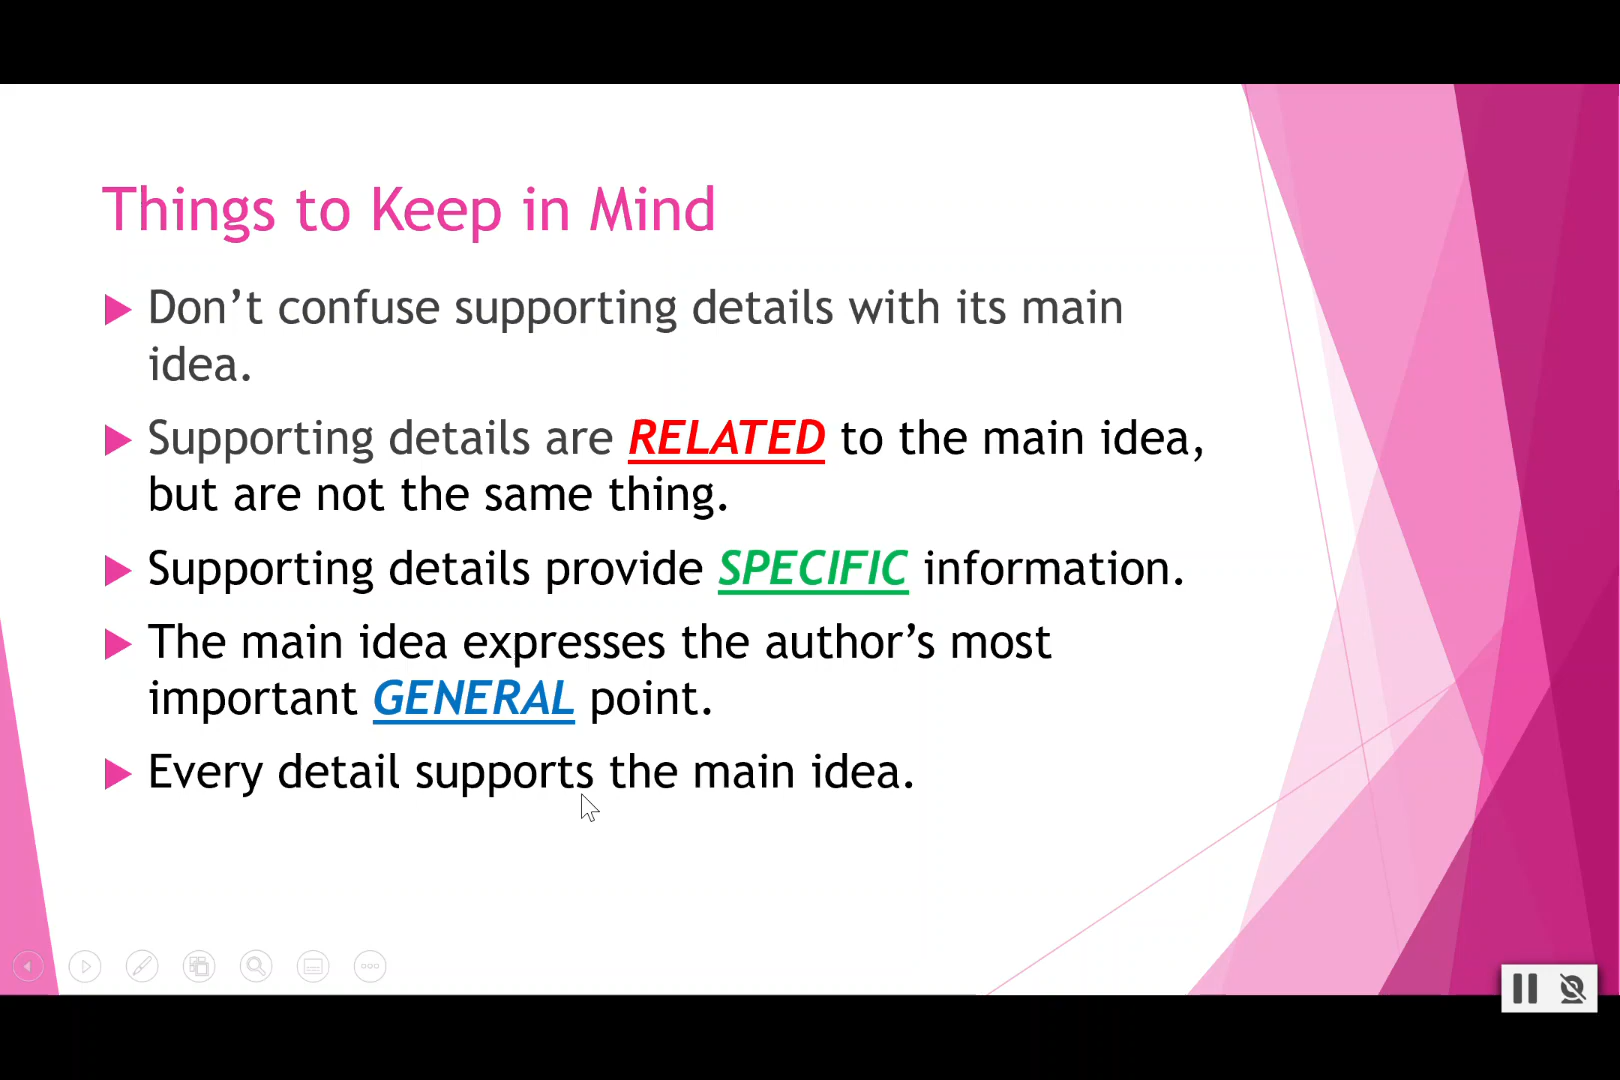 Things to Keep in Mind
Don’t confuse supporting details with its main
idea.
Supporting details are RELATED to the main idea,
but are not the same thing.
Supporting details provide SPECIFIC information.
The main idea expresses the author’s most
important GENERAL point.
Every detail supports the main idea.